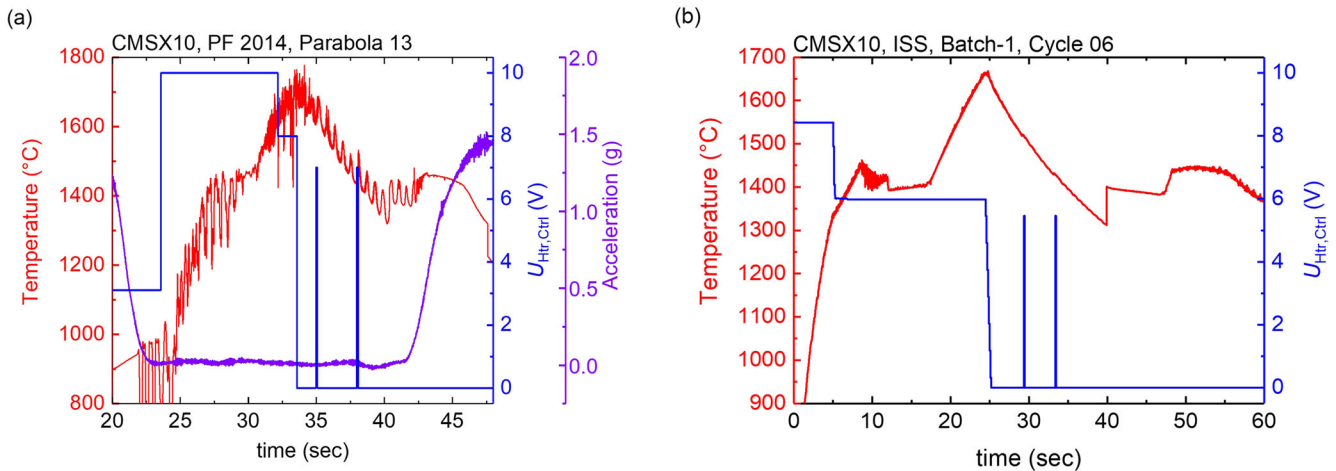 (a)
CMSX10, PF 2014, Parabola 13
1800
1600
1400
1200
1000
800
Temperature (°C)
20 25 30 35 40 45
time (sec)
2.0
1.5
1.0
0.5
0.0
Acceleration (g)
10
8
6
4
2
0
U Htr,Ctrl (V)
(b)
CMSX10, ISS, Batch-1, Cycle 06
1700
1600
1500
1400
1300
1200
1100
1000
900
Temperature (°C)
0 10 20 30 40 50 60
time (sec)
10
8
6
4
2
0
U Htr,Ctrl (V)